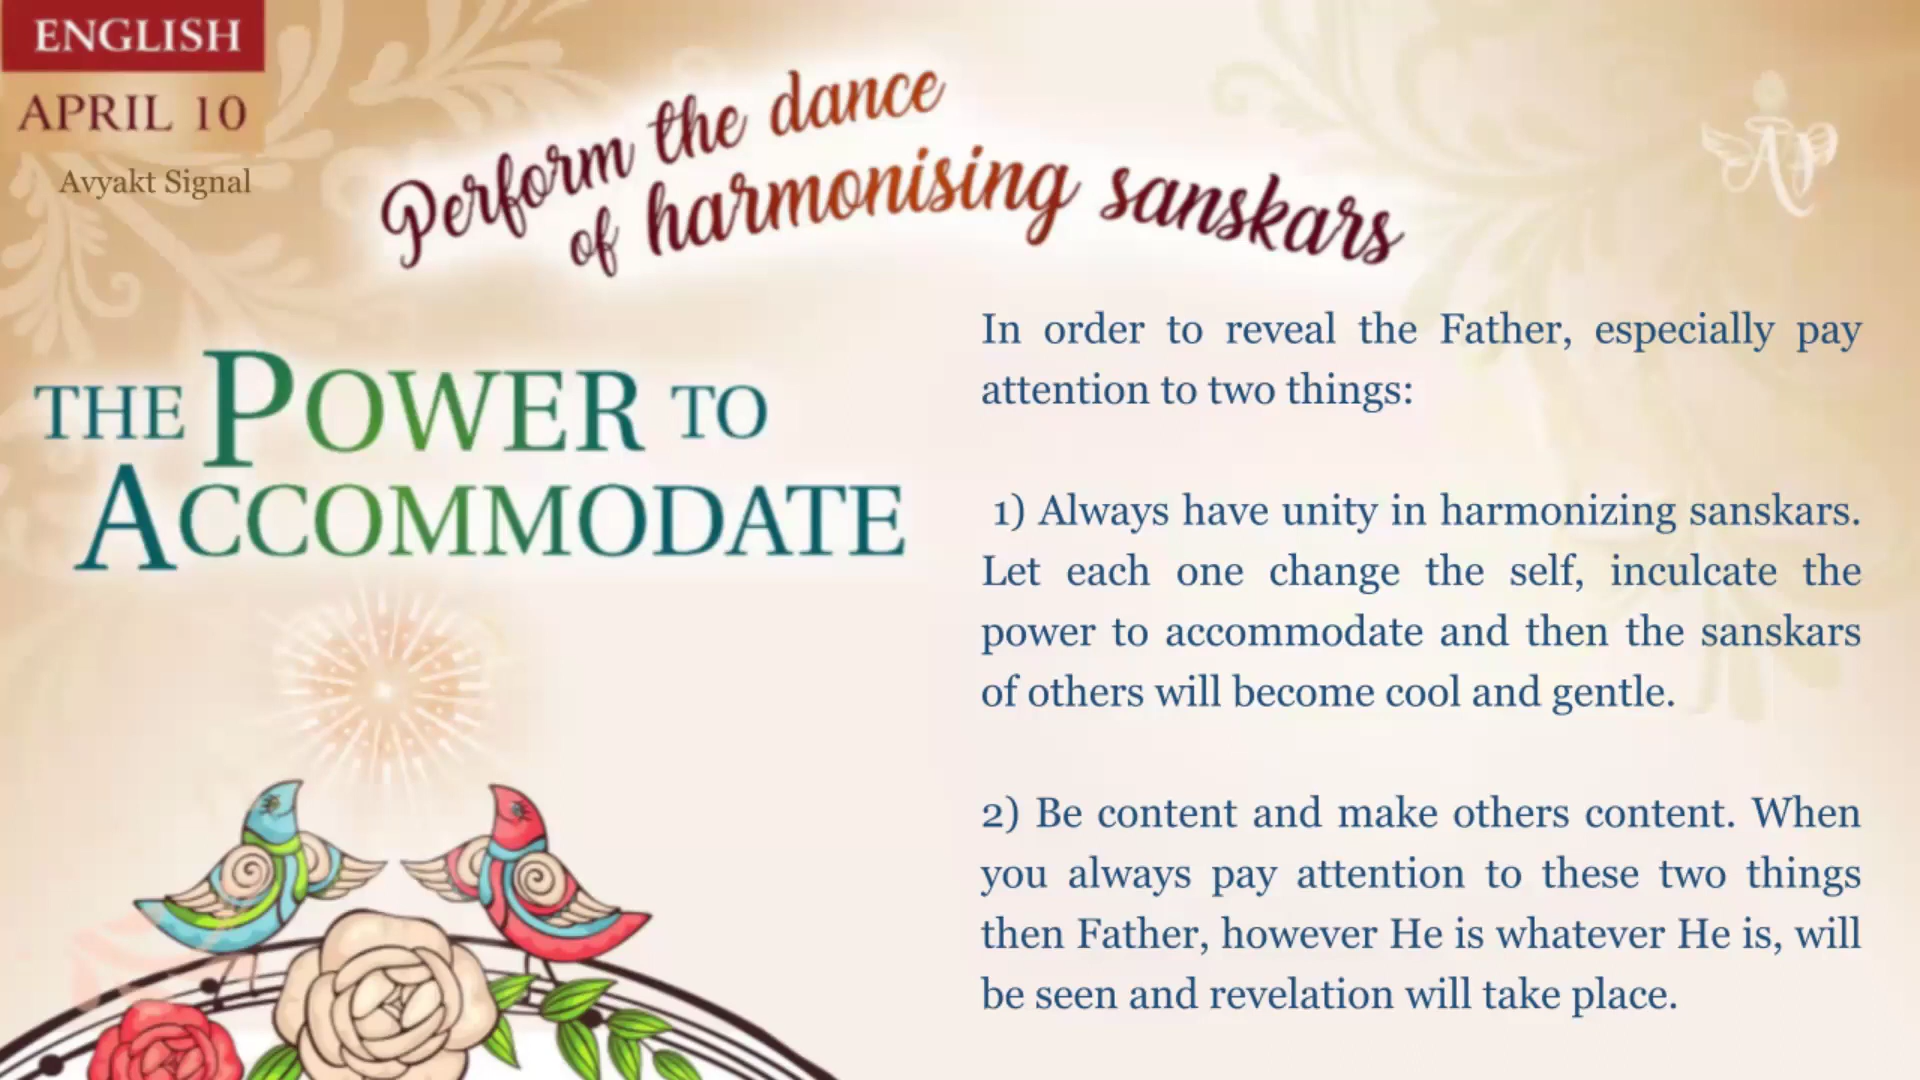 ENGLISH
APRIL 10
Avyakt Signal
Perform the dance
of harmonising sanskars
THE POWER TO
ACCOMMODATE
In order to reveal the Father, especially pay
attention to two things:
1) Always have unity in harmonizing sanskars.
Let each one change the self, inculcate the
power to accommodate and then the sanskars
of others will become cool and gentle.
2) Be content and make others content. When
you always pay attention to these two things
then Father, however He is whatever He is, will
be seen and revelation will take place.